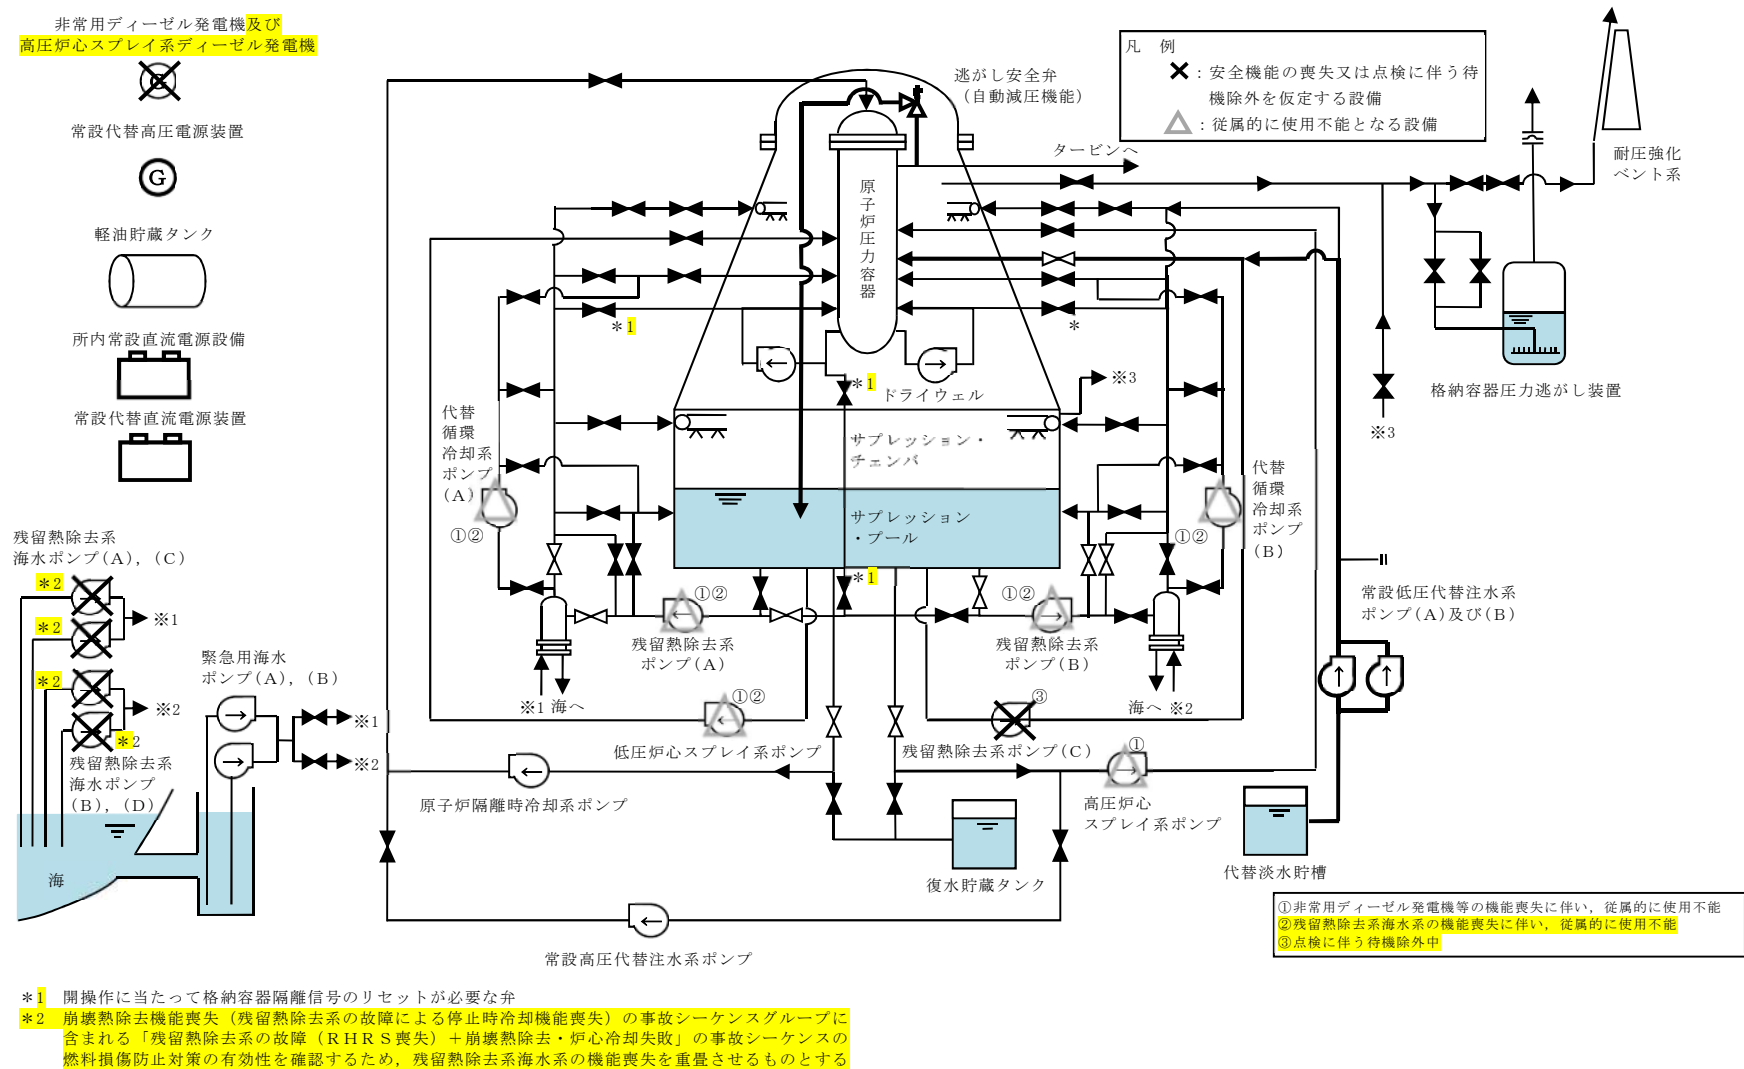 非常用ディーゼル発電機及び
高圧炉心スプレイ系ディーゼル発電機
G
常設代替高圧電源装置
G
軽油貯蔵タンク
所内常設直流電源設備
常設代替直流電源装置
残留熱除去系
海水ポンプ(A),(C)
*2
※1
*2
*2
※2
*2
残留熱除去系
海水ポンプ
(B),(D)
海
緊急用海水
ポンプ(A),(B)
※1
※2
逃がし安全弁
(自動減圧機能)
凡 例
:安全機能の喪失又は点検に伴う待
機除外を仮定する設備
:従属的に使用不能となる設備
タービンへ
耐圧強化
ベント系
原子炉圧力容器
*1
*
*1
ドライウェル
※3
※3
格納容器圧力逃がし装置
代替
循環
冷却系
ポンプ
(A)
①②
サプレッション・
チェンバ
サプレッション
・プール
代替
循環
冷却系
ポンプ
(B)
①②
*1
①②
残留熱除去系
ポンプ(A)
①②
残留熱除去系
ポンプ(B)
※1 海へ
海へ ※2
常設低圧代替注水系
ポンプ(A)及び(B)
①②
低圧炉心スプレイ系ポンプ
③
残留熱除去系ポンプ(C)
原子炉隔離時冷却系ポンプ
①
高圧炉心
スプレイ系ポンプ
復水貯蔵タンク
代替淡水貯槽
常設高圧代替注水系ポンプ
①非常用ディーゼル発電機等の機能喪失に伴い,従属的に使用不能
②残留熱除去系海水系の機能喪失に伴い,従属的に使用不能
③点検に伴う待機除外中
*1 開操作に当たって格納容器隔離信号のリセットが必要な弁
*2 崩壊熱除去機能喪失(残留熱除去系の故障による停止時冷却機能喪失)の事故シーケンスグループに
含まれる「残留熱除去系の故障(RHRS喪失)+崩壊熱除去・炉心冷却失敗」の事故シーケンスの
燃料損傷防止対策の有効性を確認するため,残留熱除去系海水系の機能喪失を重畳させるものとする